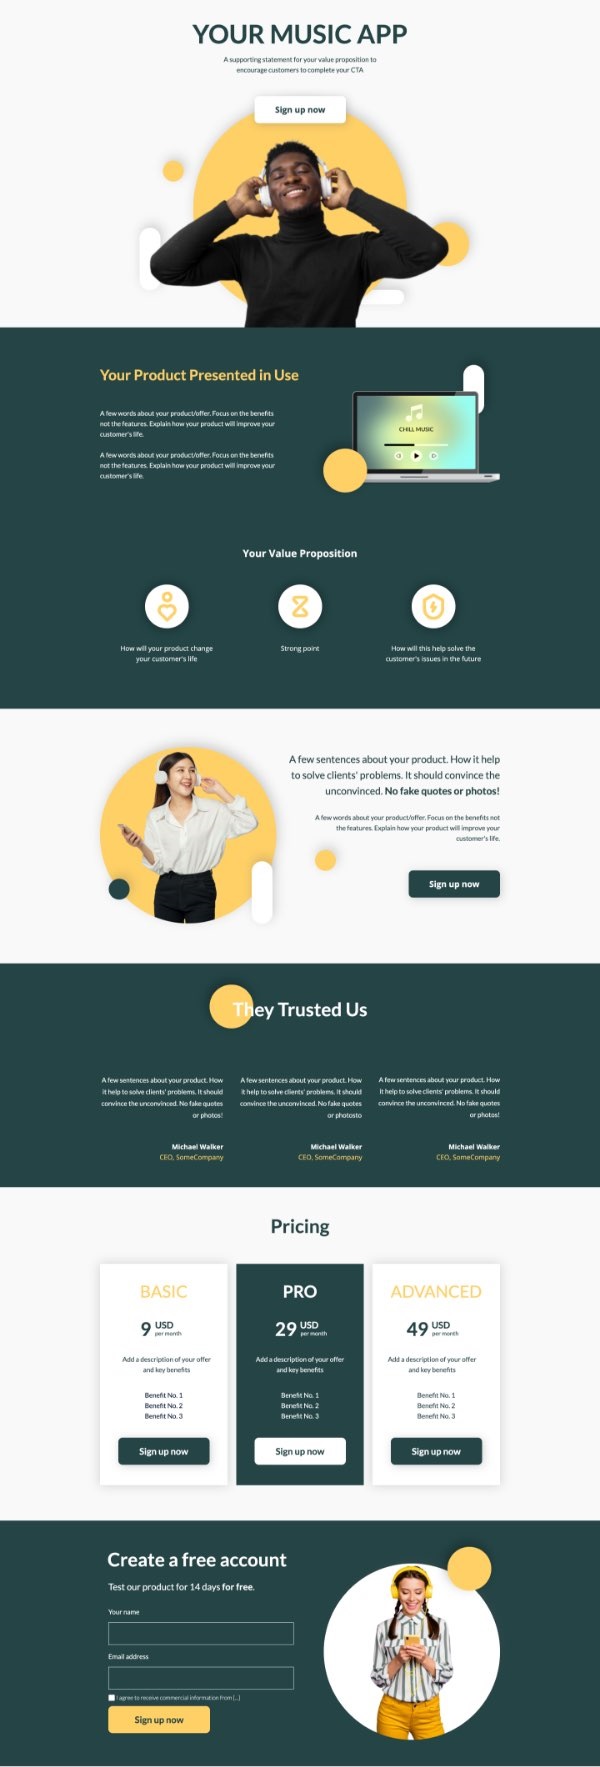 YOUR MUSIC APP
A supporting statement for your value proposition to
encourage customers to complete your CTA
Sign up now
Your Product Presented in Use
A few words about your product/offer. Focus on the benefits
not the features. Explain how your product will improve your
customer's life.
A few words about your product/offer. Focus on the benefits
not the features. Explain how your product will improve your
customer's life.
CHILL MUSIC
Your Value Proposition
How will your product change
your customer's life
Strong point
How will this help solve the
customer's issues in the future
A few sentences about your product. How it help
to solve clients' problems. It should convince the
unconvinced. No fake quotes or photos!
A few words about your product/offer. Focus on the benefits not
the features. Explain how your product will improve your
customer's life.
Sign up now
They Trusted Us
A few sentences about your product. How
it help to solve clients' problems. It should
convince the unconvinced. No fake quotes
or photos!
Michael Walker
CEO, SomeCompany
A few sentences about your product. How
it help to solve clients' problems. It should
convince the unconvinced. No fake quotes
or photosto
Michael Walker
CEO, SomeCompany
A few sentences about your product. How
it help to solve clients' problems. It should
convince the unconvinced. No fake quotes
or photos!
Michael Walker
CEO, SomeCompany
Pricing
BASIC
9 USD
per month
Add a description of your offer
and key benefits
Benefit No. 1
Benefit No. 2
Benefit No. 3
Sign up now
PRO
29 USD
per month
Add a description of your offer
and key benefits
Benefit No. 1
Benefit No. 2
Benefit No. 3
Sign up now
ADVANCED
49 USD
per month
Add a description of your offer
and key benefits
Benefit No. 1
Benefit No. 2
Benefit No. 3
Sign up now
Create a free account
Test our product for 14 days for free.
Your name
Email address
I agree to receive commercial information from [...]
Sign up now